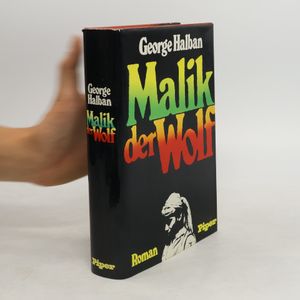 George Halban
Malik
der Wolf
Roman
Piper
George
Halban
Malik
der Wolf
Piper